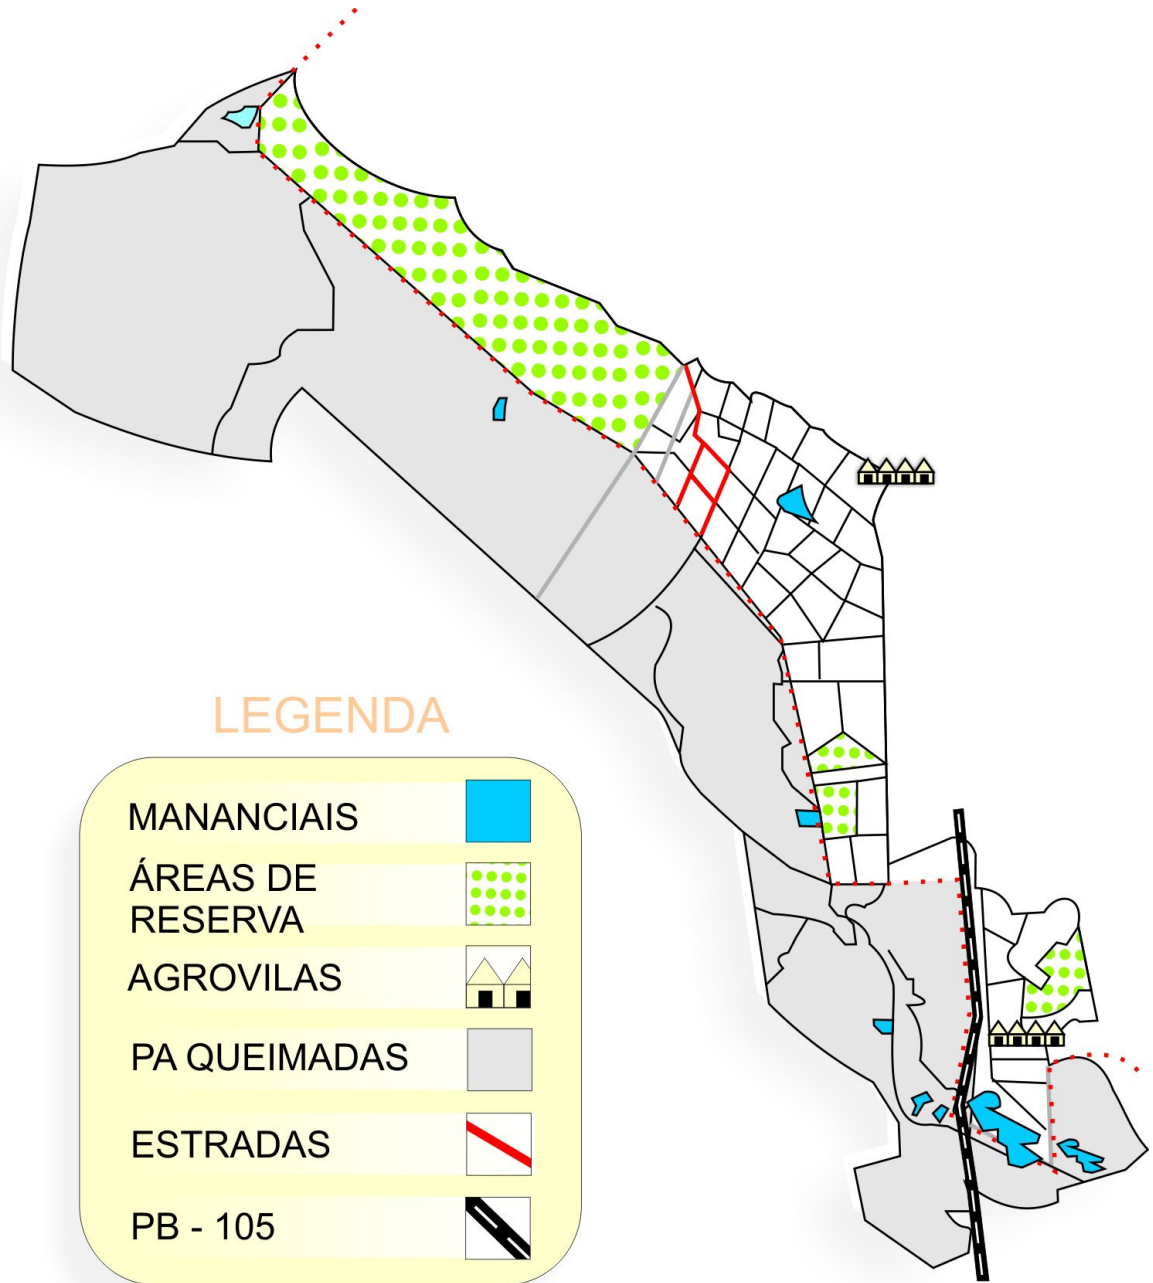 LEGENDA
MANANCIAIS
ÁREAS DE
RESERVA
AGROVILAS
PA QUEIMADAS
ESTRADAS
PB - 105